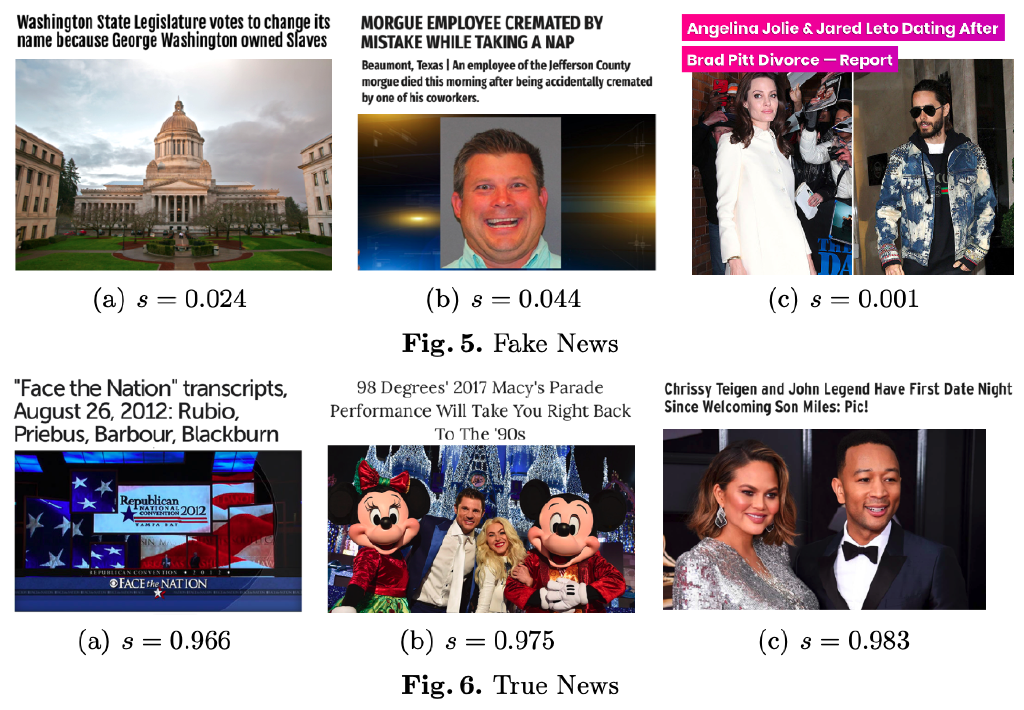 Washington State Legislature votes to change its
name because George Washington owned Slaves
MORGUE EMPLOYEE CREMATED BY
MISTAKE WHILE TAKING A NAP
Beaumont, Texas | An employee of the Jefferson County
morgue died this morning after being accidentally cremated
by one of his coworkers.
Angelina Jolie & Jared Leto Dating After
Brad Pitt Divorce — Report
(a) s = 0.024
(b) s = 0.044
(c) s = 0.001
Fig. 5. Fake News
"Face the Nation" transcripts,
August 26, 2012: Rubio,
Priebus, Barbour, Blackburn
Republican
NATIONAL
CONVENTION 2012
TAMPA BAY
REPUBLICAN CONVENTION 2012
FACE the NATION
98 Degrees' 2017 Macy's Parade
Performance Will Take You Right Back
To The '90s
Chrissy Teigen and John Legend Have First Date Night
Since Welcoming Son Miles: Pic!
(a) s = 0.966
(b) s = 0.975
(c) s = 0.983
Fig. 6. True News